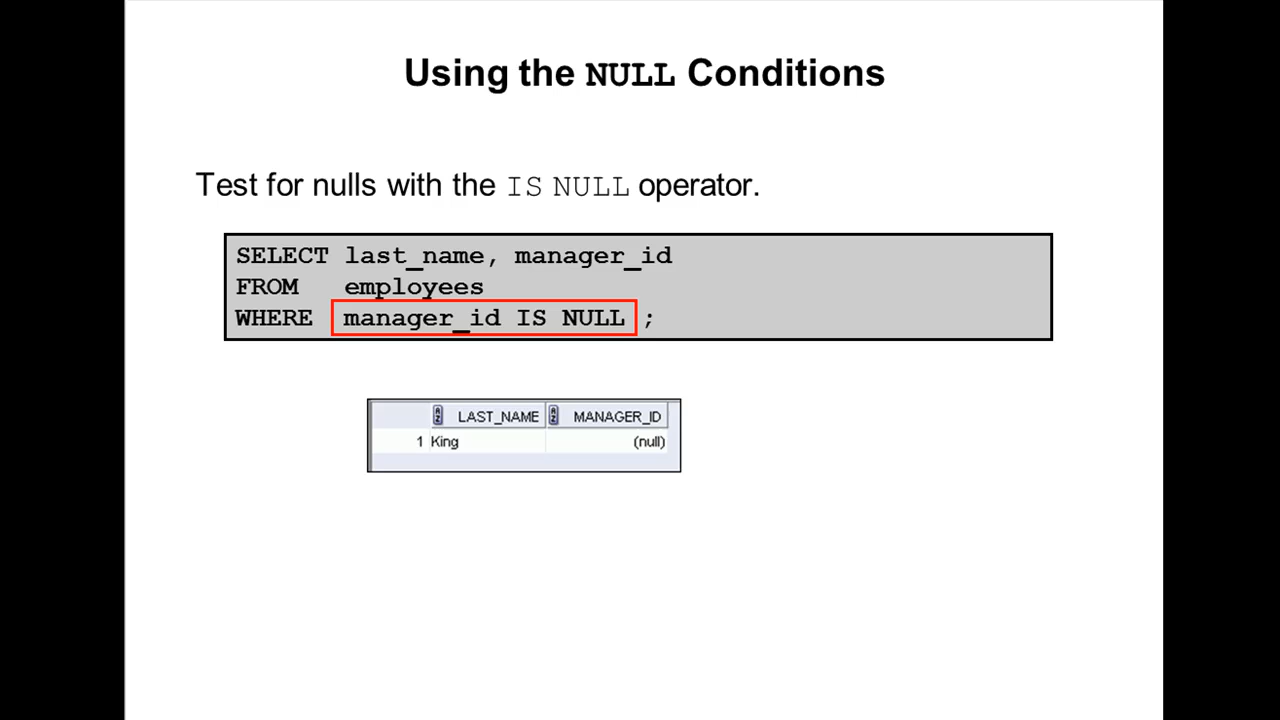 Using the NULL Conditions
Test for nulls with the IS NULL operator.
SELECT last_name, manager_id
FROM employees
WHERE manager_id IS NULL ;
LAST_NAME MANAGER_ID
1 King (null)